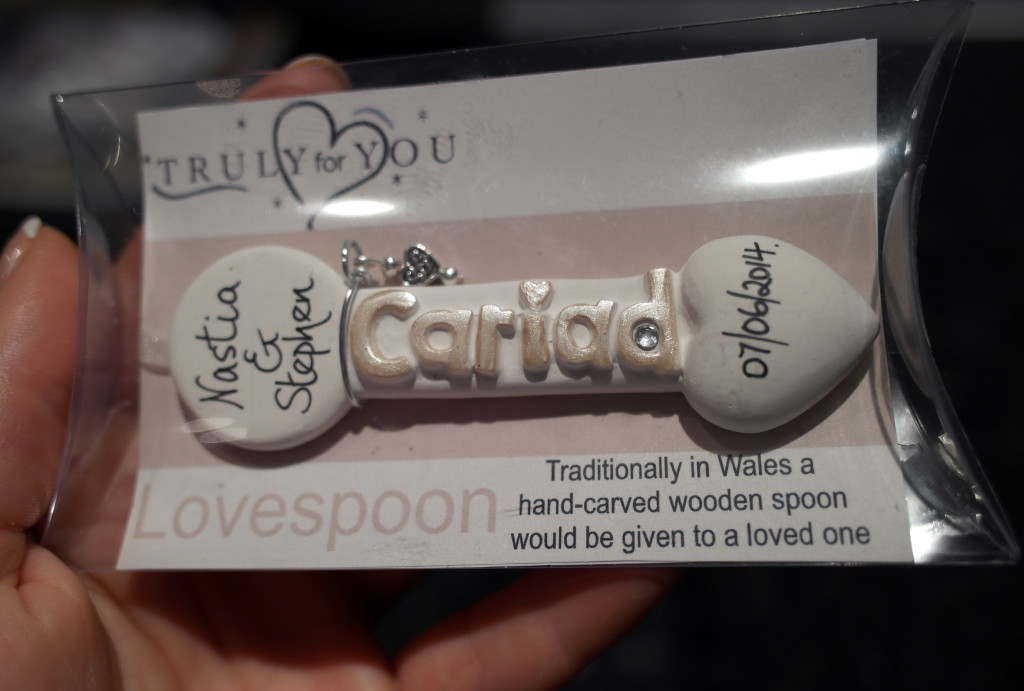 TRULY for YOU
Nastia
&
Stephen
Cariad
07/06/2014.
Lovespoon
Traditionally in Wales a
hand-carved wooden spoon
would be given to a loved one